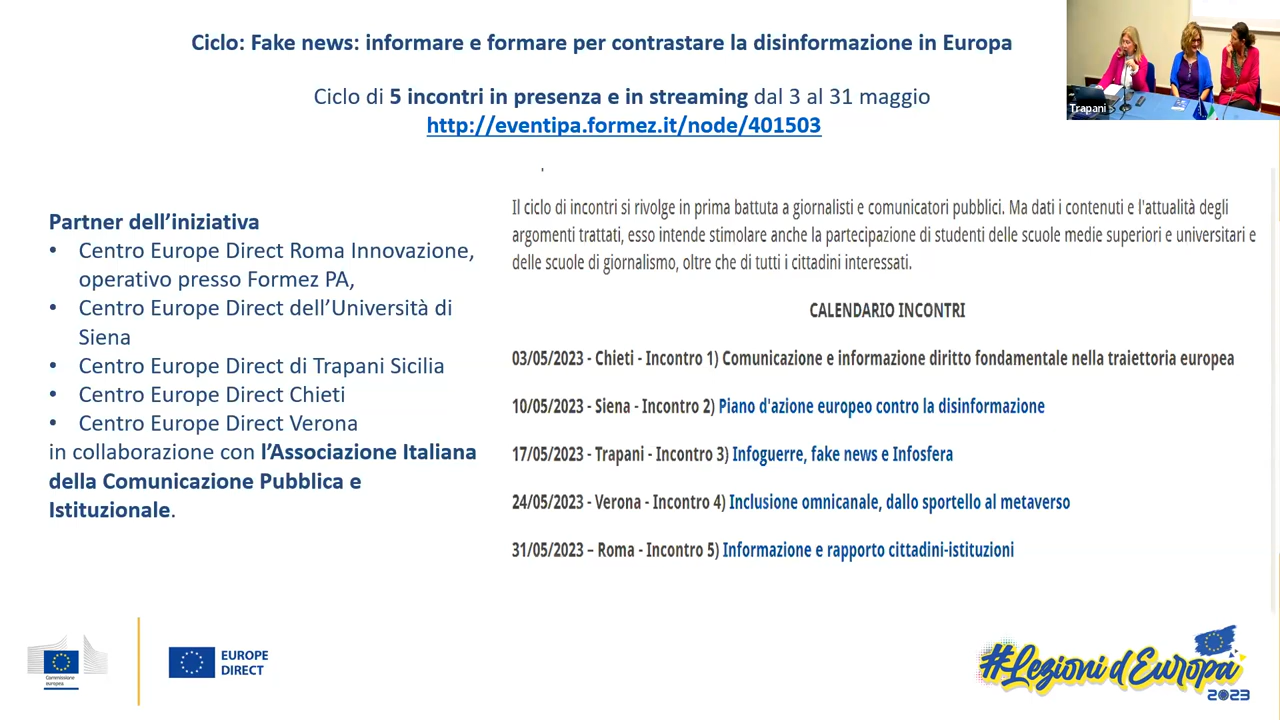 Ciclo: Fake news: informare e formare per contrastare la disinformazione in Europa
Ciclo di 5 incontri in presenza e in streaming dal 3 al 31 maggio
http://eventipa.formez.it/node/401503
Trapani
Partner dell'iniziativa
• Centro Europe Direct Roma Innovazione,
operativo presso Formez PA,
• Centro Europe Direct dell'Università di
Siena
• Centro Europe Direct di Trapani Sicilia
• Centro Europe Direct Chieti
• Centro Europe Direct Verona
in collaborazione con l'Associazione Italiana
della Comunicazione Pubblica e
Istituzionale.
Il ciclo di incontri si rivolge in prima battuta a giornalisti e comunicatori pubblici. Ma dati i contenuti e l'attualità degli
argomenti trattati, esso intende stimolare anche la partecipazione di studenti delle scuole medie superiori e universitari e
delle scuole di giornalismo, oltre che di tutti i cittadini interessati.
CALENDARIO INCONTRI
03/05/2023 - Chieti - Incontro 1) Comunicazione e informazione diritto fondamentale nella traiettoria europea
10/05/2023 - Siena - Incontro 2) Piano d'azione europeo contro la disinformazione
17/05/2023 - Trapani - Incontro 3) Infoguerre, fake news e Infosfera
24/05/2023 - Verona - Incontro 4) Inclusione omnicanale, dallo sportello al metaverso
31/05/2023 – Roma - Incontro 5) Informazione e rapporto cittadini-istituzioni
Commissione
europea
EUROPE
DIRECT
#Lezioni d'Europa
2023